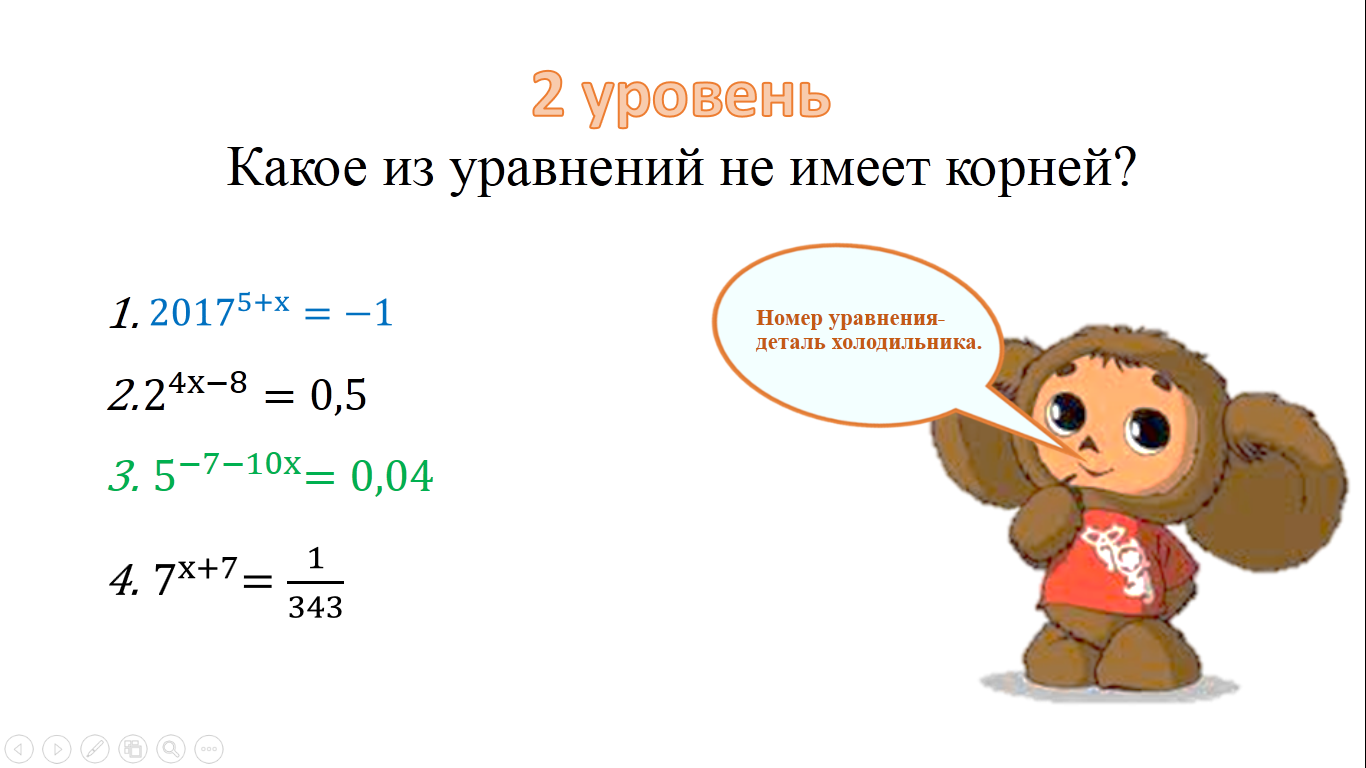 2 уровень
Какое из уравнений не имеет корней?
Номер уравнения-
деталь холодильника.
1. 2017^{5+x} = −1
2. 2^{4x−8} = 0,5
3. 5^{−7−10x} = 0,04
4. 7^{x+7} = \frac{1}{343}